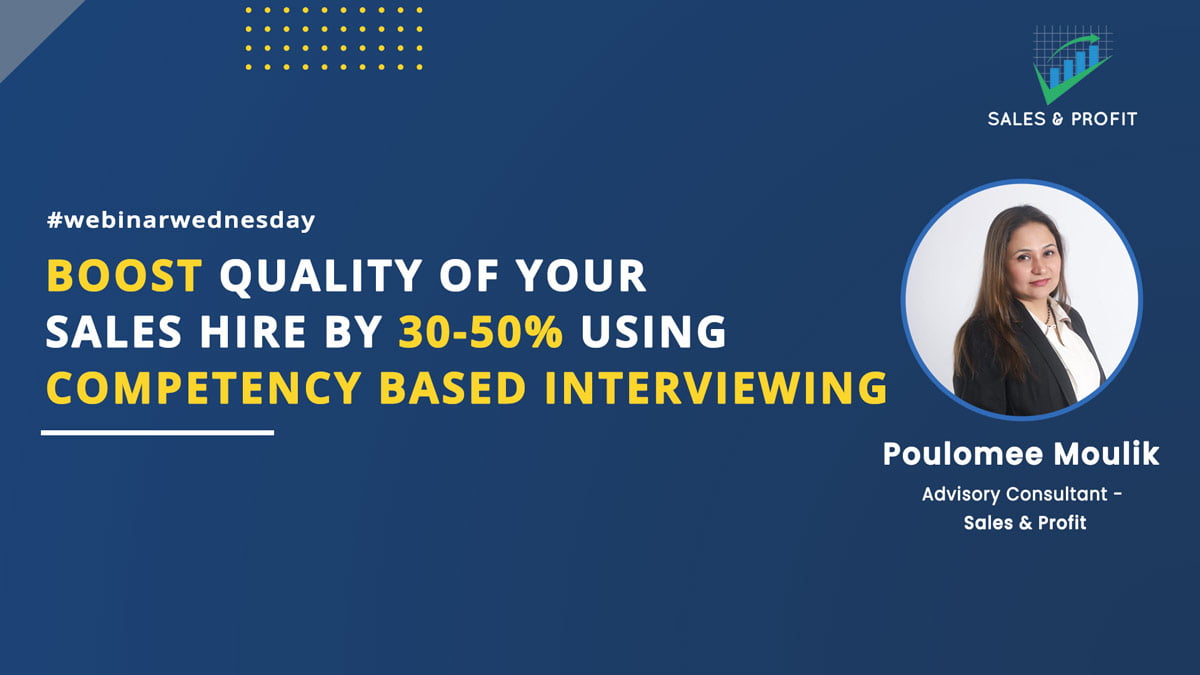 SALES & PROFIT
#webinarwednesday
BOOST QUALITY OF YOUR
SALES HIRE BY 30-50% USING
COMPETENCY BASED INTERVIEWING
Poulomee Moulik
Advisory Consultant -
Sales & Profit